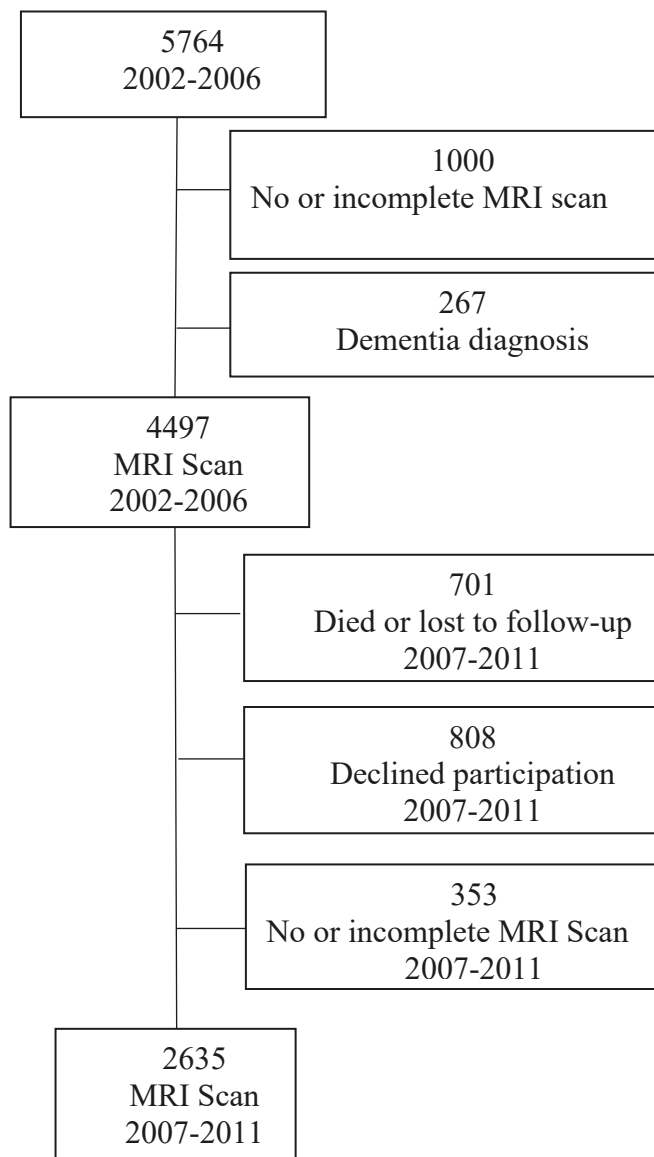 5764
2002-2006
1000
No or incomplete MRI scan
267
Dementia diagnosis
4497
MRI Scan
2002-2006
701
Died or lost to follow-up
2007-2011
808
Declined participation
2007-2011
353
No or incomplete MRI Scan
2007-2011
2635
MRI Scan
2007-2011